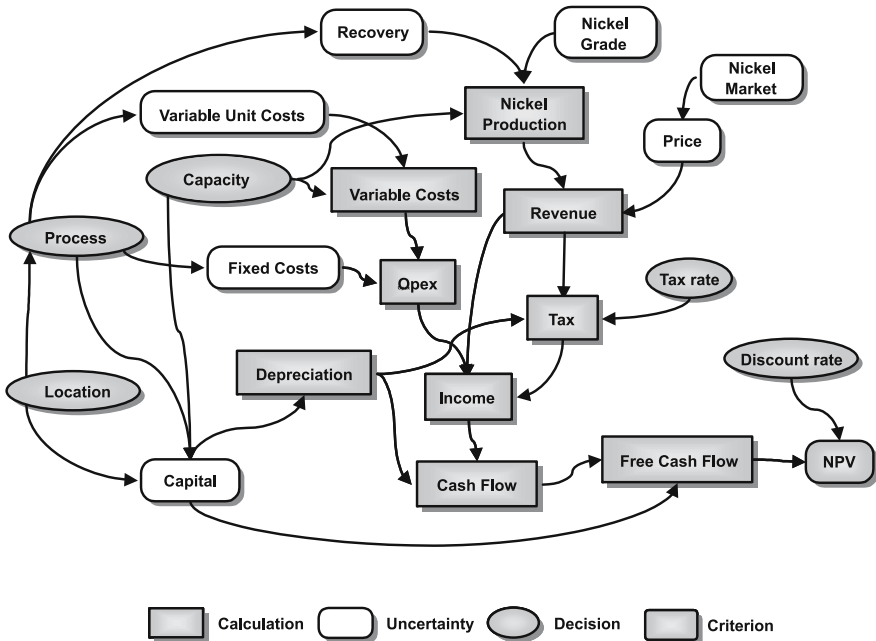 Recovery
Nickel
Grade
Nickel
Market
Variable Unit Costs
Nickel
Production
Price
Capacity
Variable Costs
Revenue
Process
Fixed Costs
Opex
Tax rate
Tax
Location
Depreciation
Income
Discount rate
Capital
Cash Flow
Free Cash Flow
NPV
Calculation
Uncertainty
Decision
Criterion